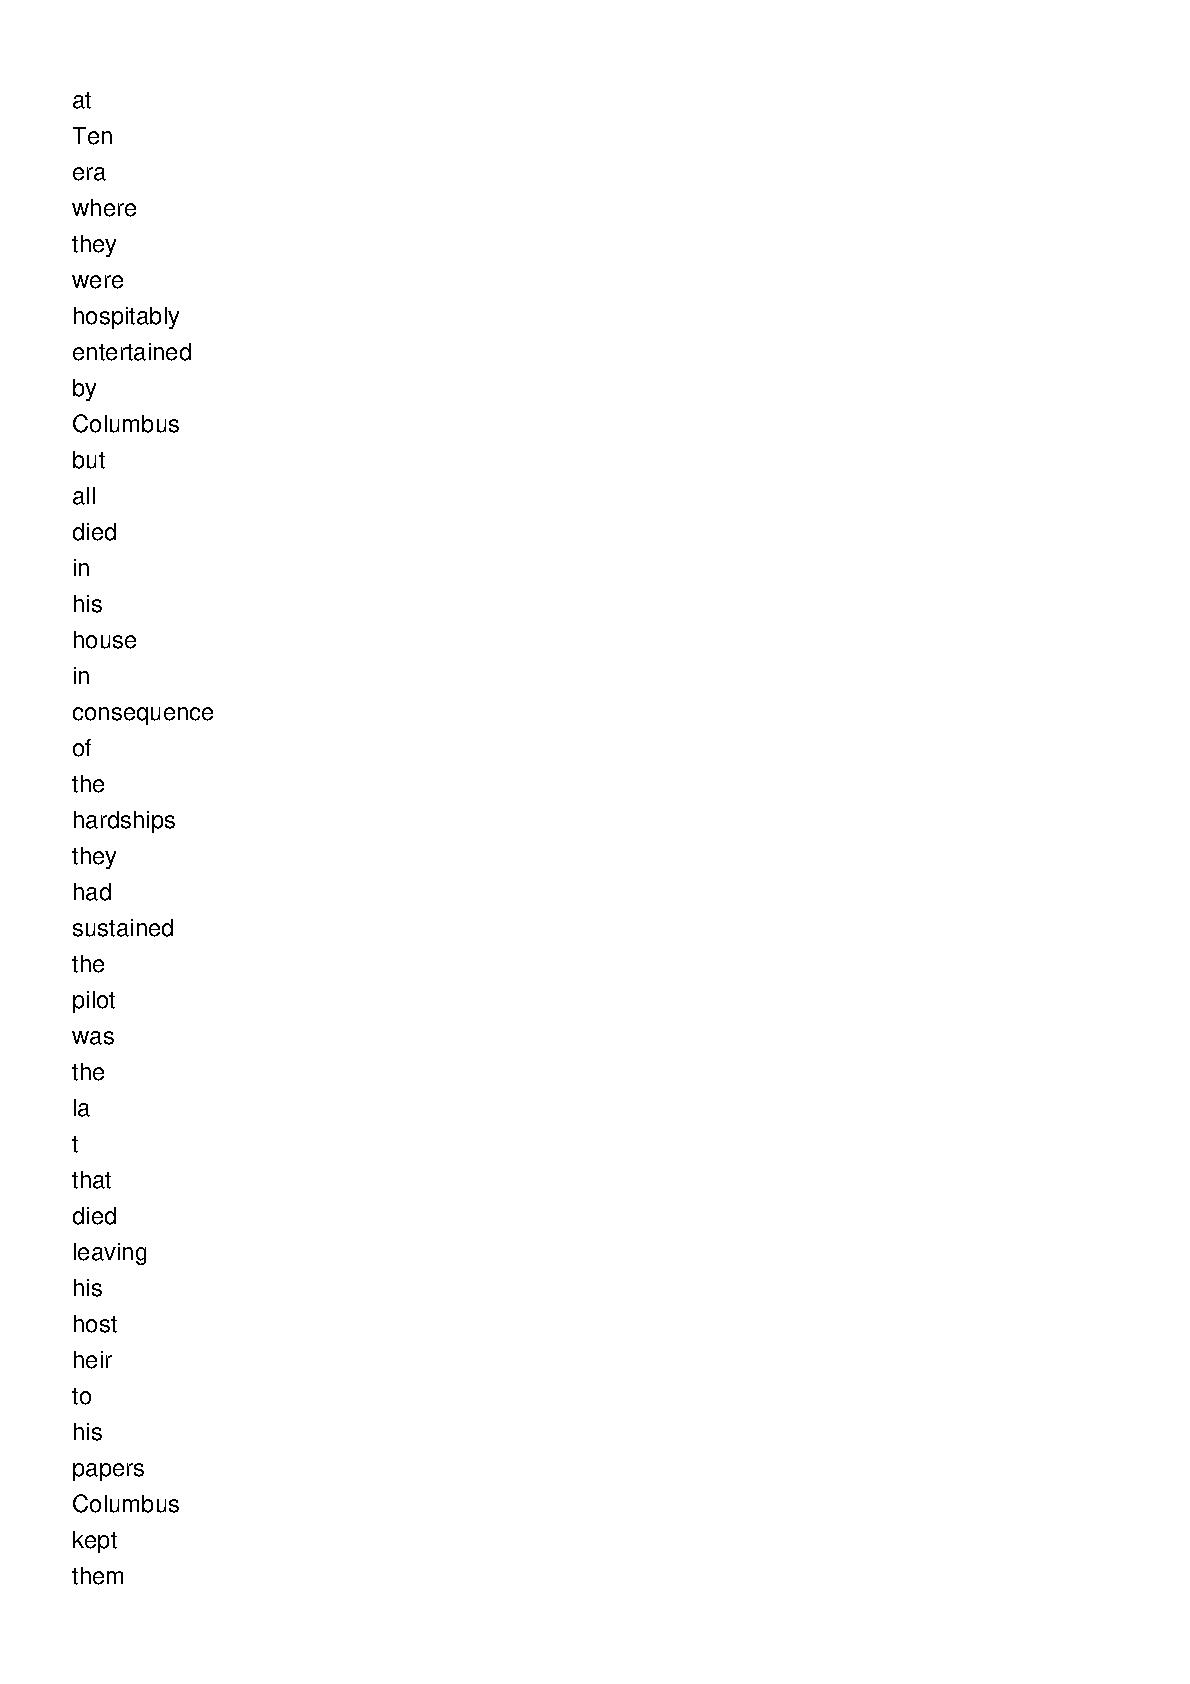 at
Ten
era
where
they
were
hospitably
entertained
by
Columbus
but
all
died
in
his
house
in
consequence
of
the
hardships
they
had
sustained
the
pilot
was
the
la
t
that
died
leaving
his
host
heir
to
his
papers
Columbus
kept
them